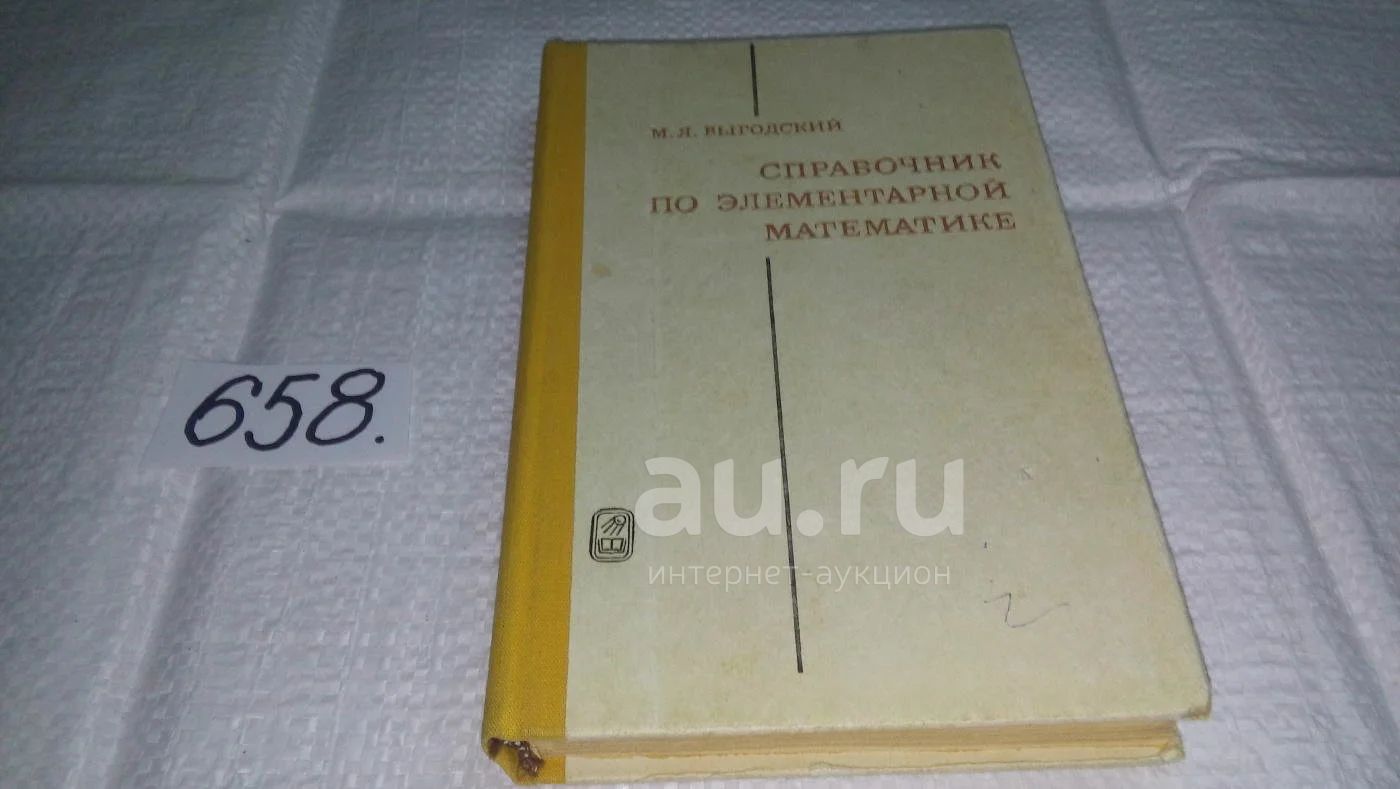 М. Я. ВЫГОДСКИЙ
СПРАВОЧНИК
ПО ЭЛЕМЕНТАРНОЙ
МАТЕМАТИКЕ
658.
au.ru
интернет-аукцион